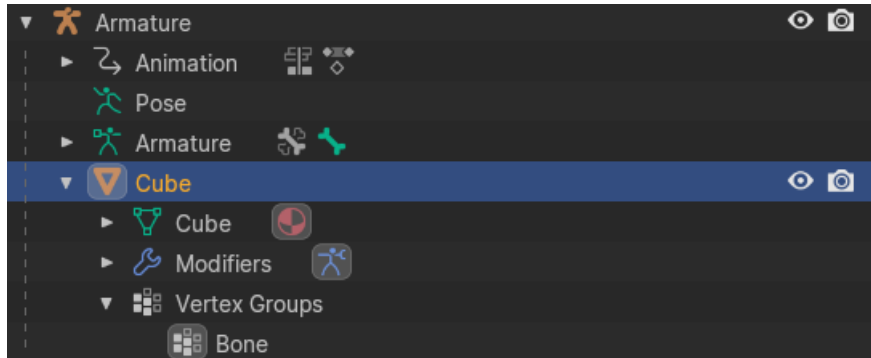 Armature
Animation
Pose
Armature
Cube
Cube
Modifiers
Vertex Groups
Bone